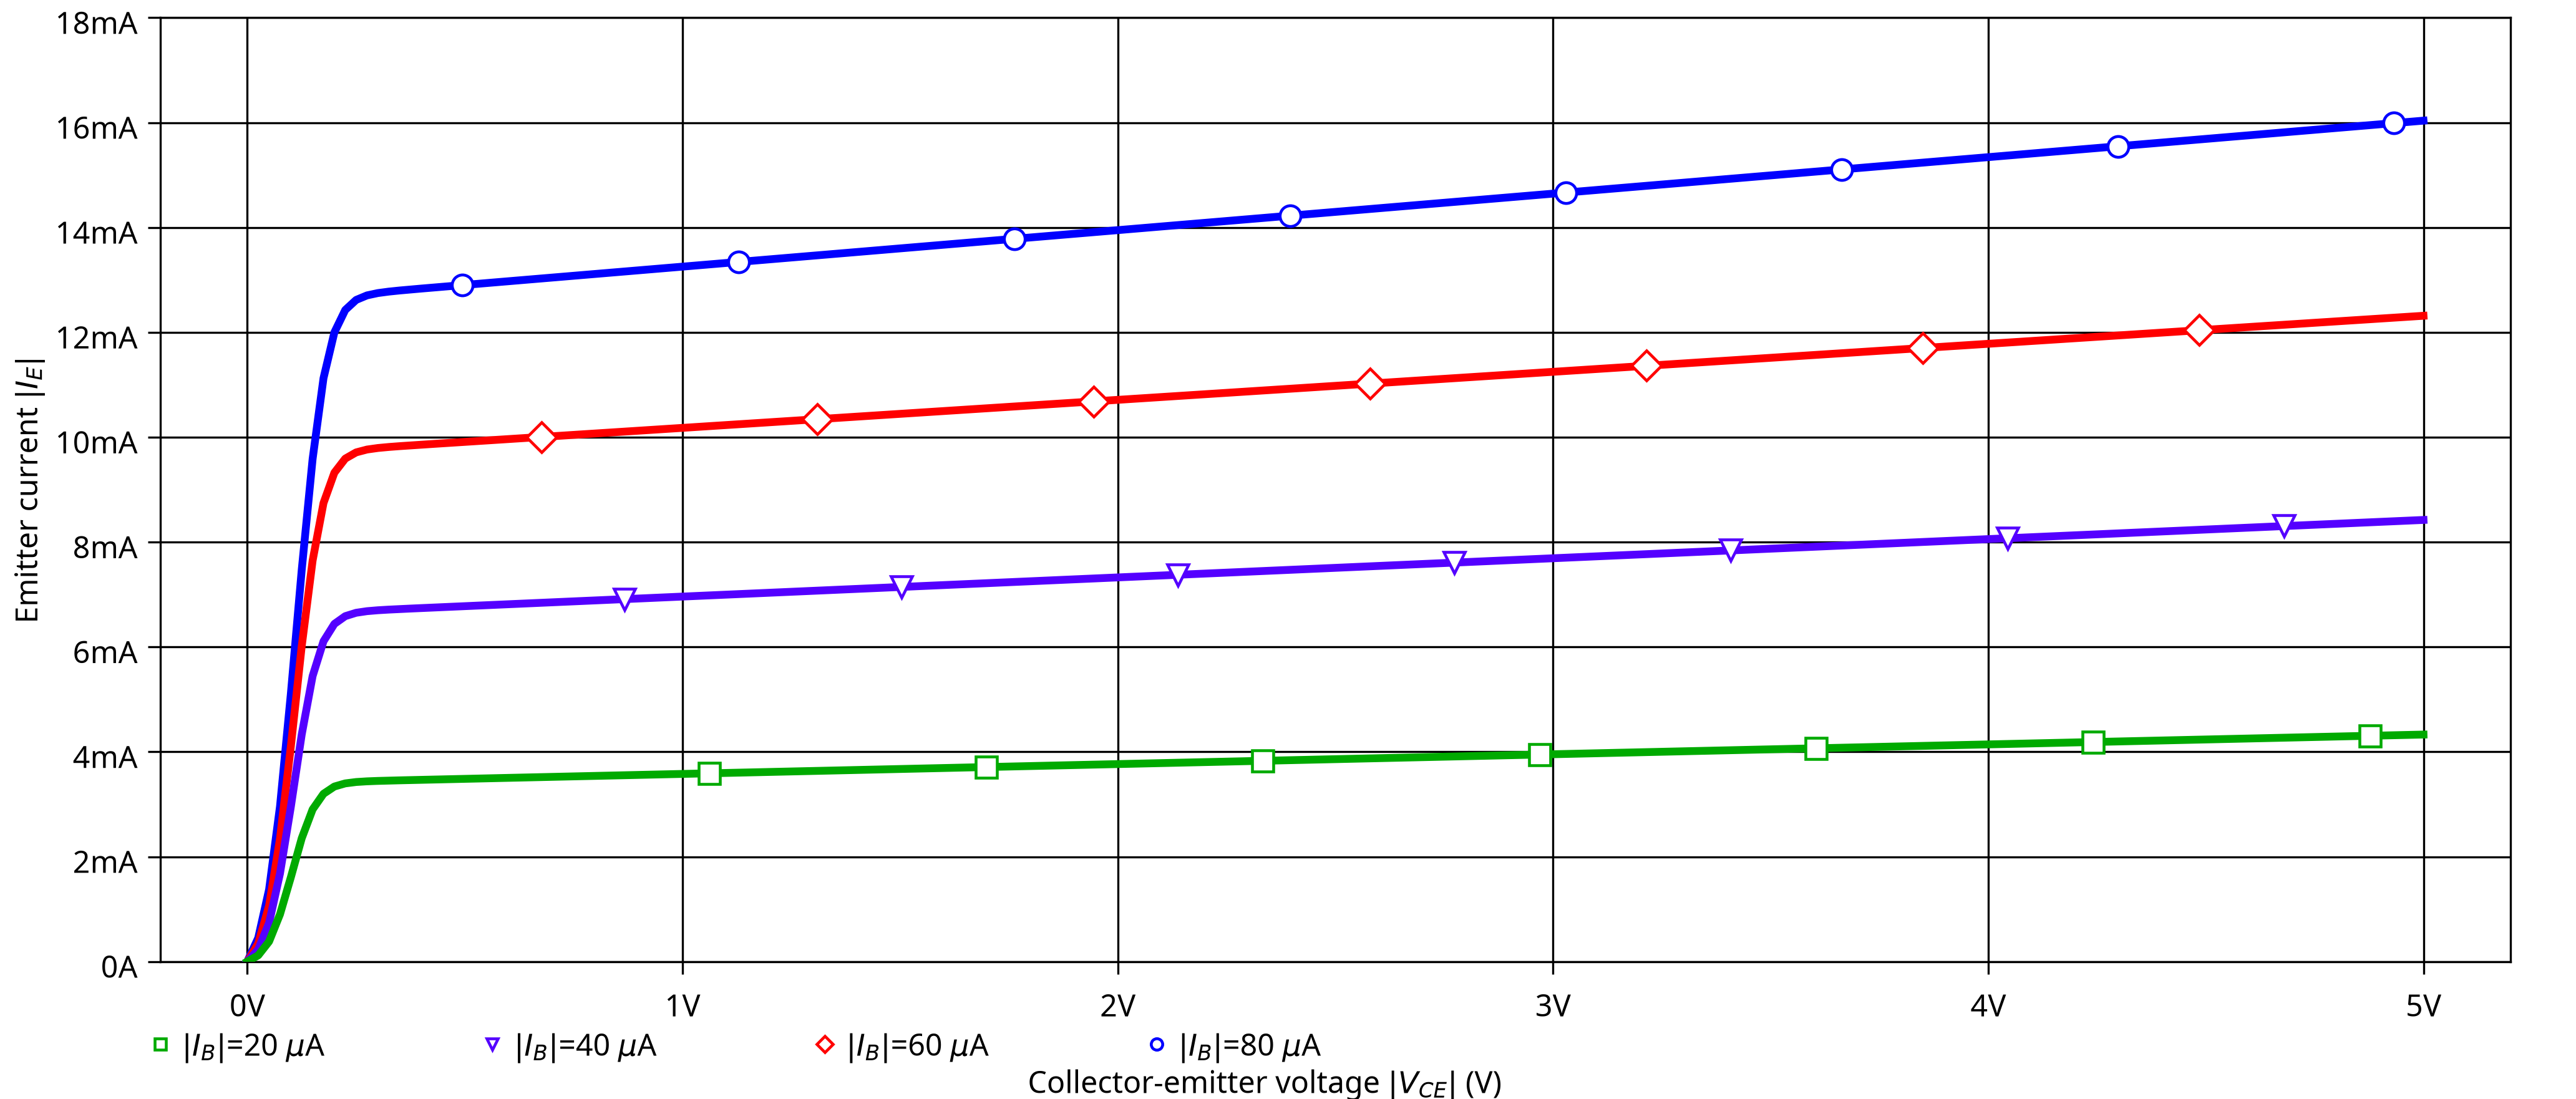 18mA
16mA
14mA
12mA
10mA
8mA
6mA
4mA
2mA
0A
Emitter current |I_E|
0V 1V 2V 3V 4V 5V
|I_B|=20 μA |I_B|=40 μA |I_B|=60 μA |I_B|=80 μA
Collector-emitter voltage |V_CE| (V)